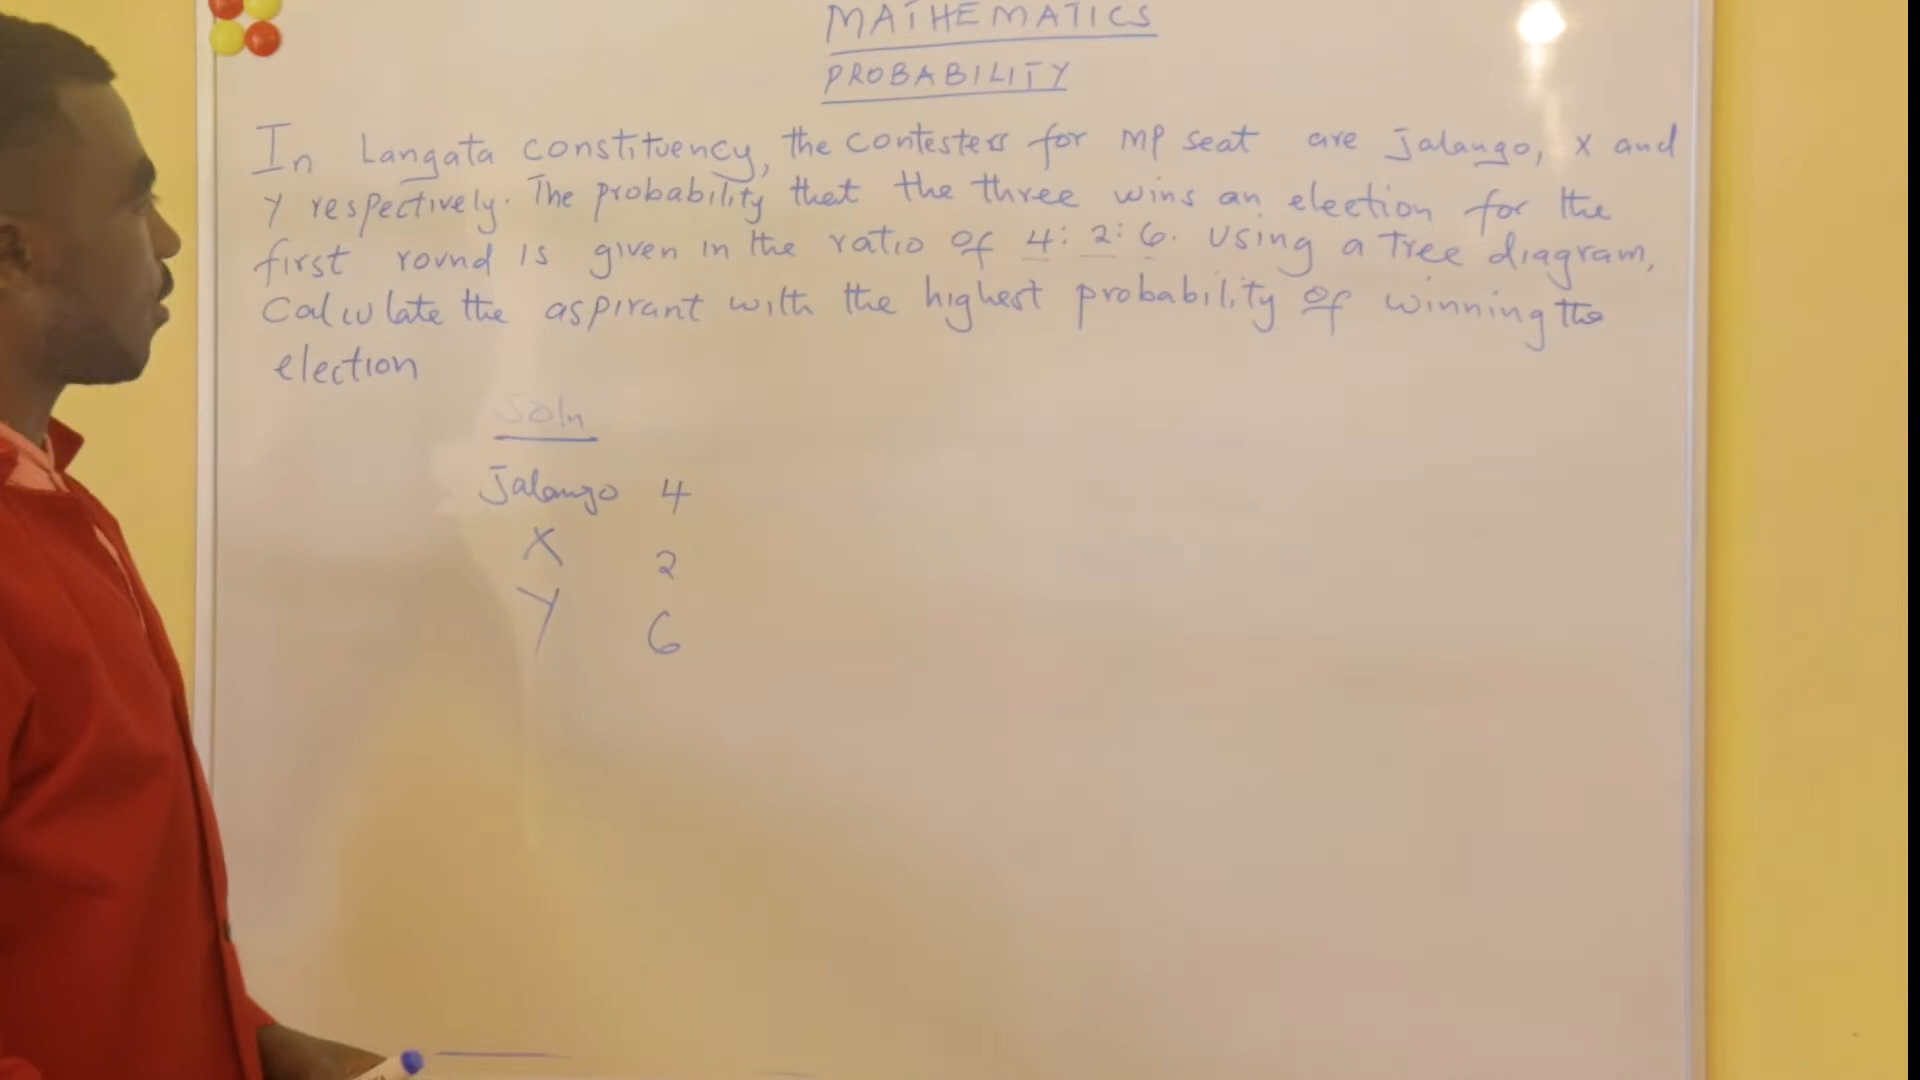 MATHEMATICS
PROBABILITY
In Langata constituency, the contesters for MP seat are Jalango, X and
Y respectively. The probability that the three wins an election for the
first round is given in the ratio of 4: 2: 6. Using a Tree diagram,
Calculate the aspirant with the highest probability of winning the
election
Soln
Jalango 4
X 2
Y 6